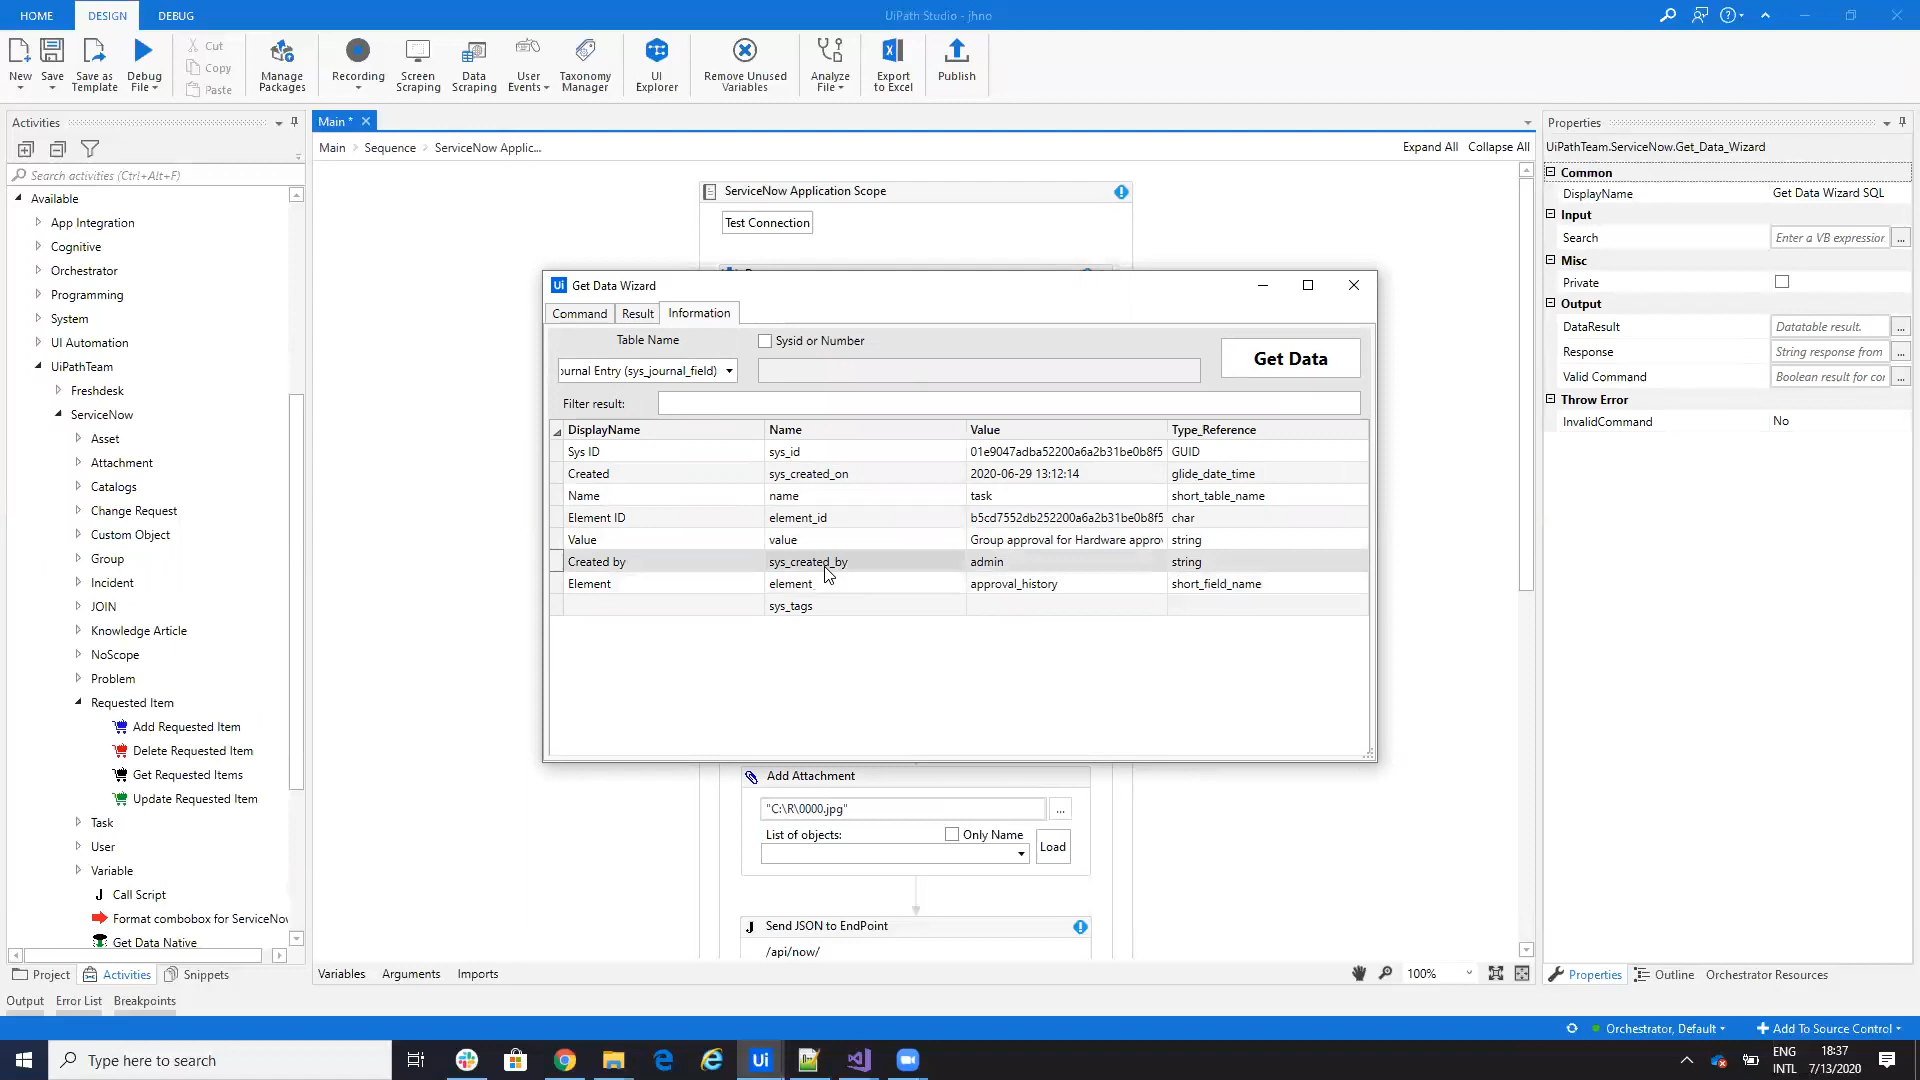 HOME
DESIGN
DEBUG
UiPath Studio - jhno
New
Save
Save as Template
Debug File
Cut
Copy
Paste
Manage Packages
Recording
Screen Scraping
Data Scraping
User Events
Taxonomy Manager
UI Explorer
Remove Unused Variables
Analyze File
Export to Excel
Publish
Activities
Search activities (Ctrl+Alt+F)
Available
App Integration
Cognitive
Orchestrator
Programming
System
UI Automation
UiPathTeam
Freshdesk
ServiceNow
Asset
Attachment
Catalogs
Change Request
Custom Object
Group
Incident
JOIN
Knowledge Article
NoScope
Problem
Requested Item
Add Requested Item
Delete Requested Item
Get Requested Items
Update Requested Item
Task
User
Variable
Call Script
Format combobox for ServiceNov
Get Data Native
Project
Activities
Snippets
Output
Error List
Breakpoints
Main *
Main > Sequence > ServiceNow Applic...
Expand All
Collapse All
ServiceNow Application Scope
Test Connection
Get Data Wizard
Command
Result
Information
Table Name
Sysid or Number
ournal Entry (sys_journal_field)
Get Data
Filter result:
DisplayName Name Value Type_Reference
Sys ID sys_id 01e9047adba52200a6a2b31be0b8f5 GUID
Created sys_created_on 2020-06-29 13:12:14 glide_date_time
Name name task short_table_name
Element ID element_id b5cd7552db252200a6a2b31be0b8f5 char
Value value Group approval for Hardware approv string
Created by sys_created_by admin string
Element element approval_history short_field_name
sys_tags
Add Attachment
"C:\R\0000.jpg"
...
List of objects:
Only Name
Load
Send JSON to EndPoint
/api/now/
Variables
Arguments
Imports
100%
Properties
UiPathTeam.ServiceNow.Get_Data_Wizard
Common
DisplayName Get Data Wizard SQL
Input
Search Enter a VB expression ...
Misc
Private
Output
DataResult Datatable result. ...
Response String response from ...
Valid Command Boolean result for cor ...
Throw Error
InvalidCommand No
Properties
Outline
Orchestrator Resources
Orchestrator, Default
Add To Source Control
Type here to search
Ui
ENG
INTL
18:37
7/13/2020